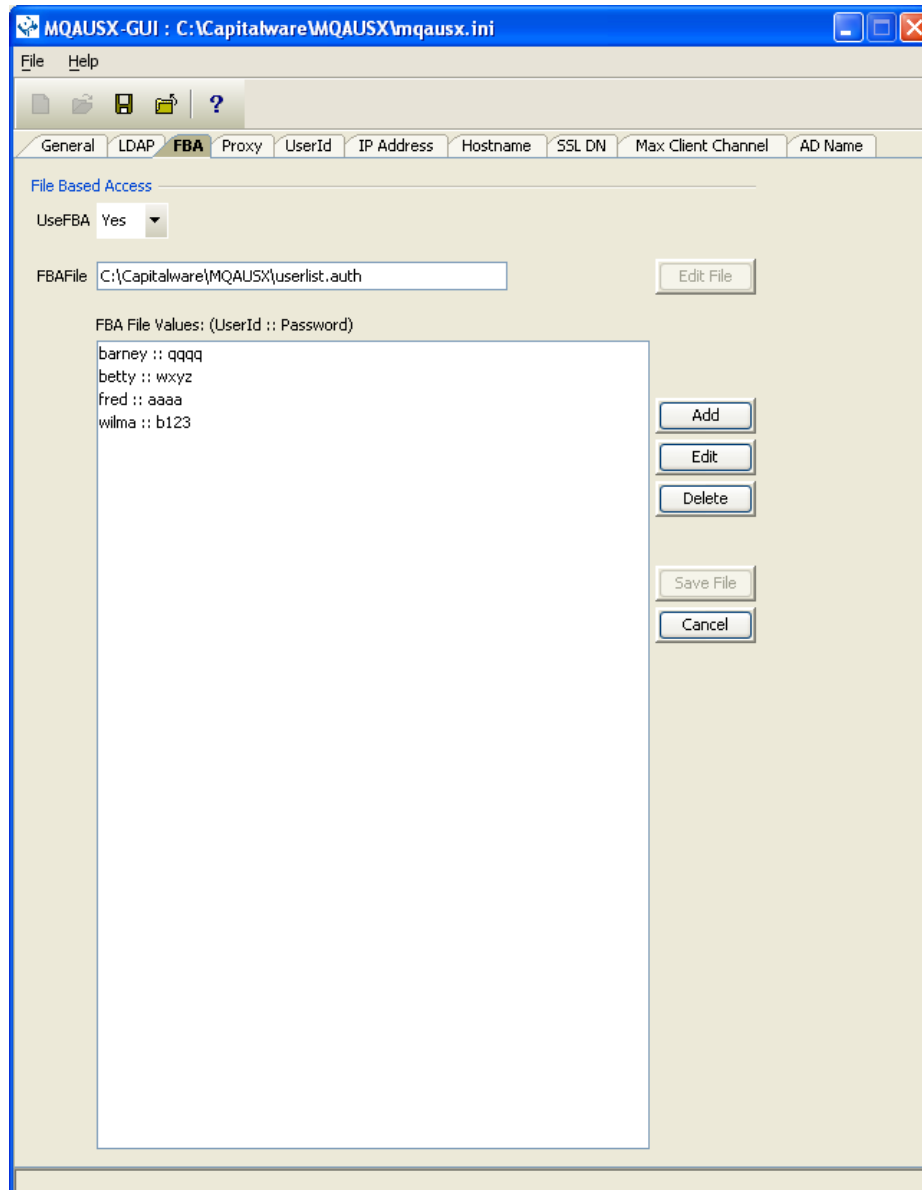 MQAUSX-GUI : C:\Capitalware\MQAUSX\mqausx.ini
File Help
?
General LDAP FBA Proxy UserId IP Address Hostname SSL DN Max Client Channel AD Name
File Based Access
UseFBA Yes
FBAFile C:\Capitalware\MQAUSX\userlist.auth Edit File
FBA File Values: (UserId :: Password)
barney :: qqqq
betty :: wxyz
fred :: aaaa
wilma :: b123
Add
Edit
Delete
Save File
Cancel